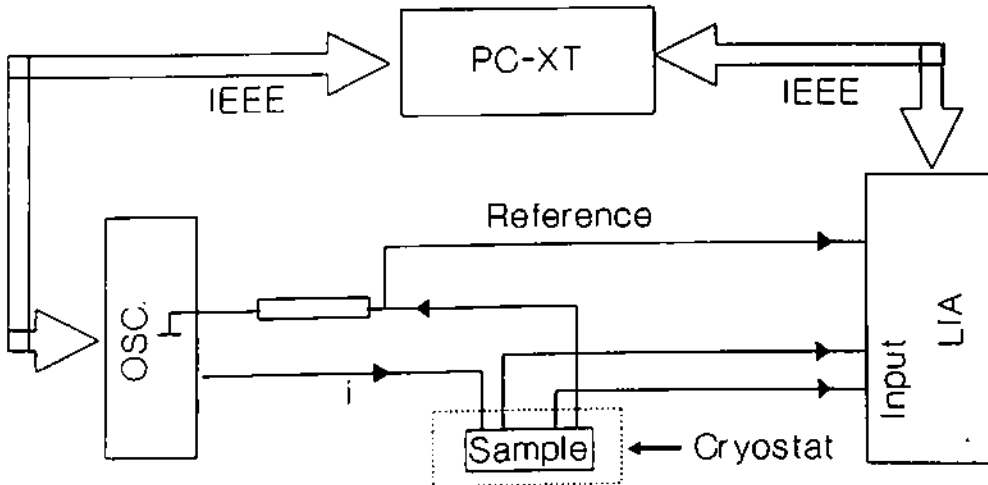 PC-XT
IEEE
IEEE
Reference
OSC.
LIA
i
Input
Sample
Cryostat